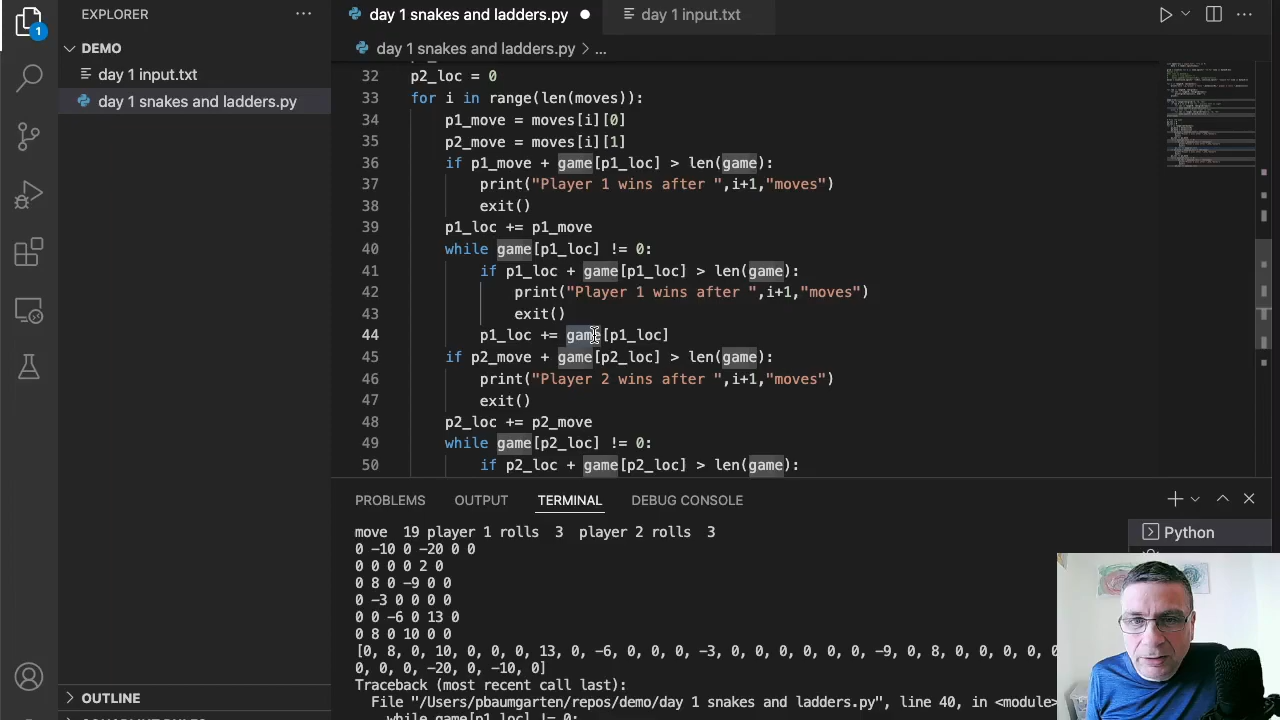 EXPLORER
day 1 snakes and ladders.py
day 1 input.txt
1
DEMO
day 1 snakes and ladders.py > ...
day 1 input.txt
day 1 snakes and ladders.py
32 p2_loc = 0
33 for i in range(len(moves)):
34 p1_move = moves[i][0]
35 p2_move = moves[i][1]
36 if p1_move + game[p1_loc] > len(game):
37 print("Player 1 wins after ",i+1,"moves")
38 exit()
39 p1_loc += p1_move
40 while game[p1_loc] != 0:
41 if p1_loc + game[p1_loc] > len(game):
42 print("Player 1 wins after ",i+1,"moves")
43 exit()
44 p1_loc += game[p1_loc]
45 if p2_move + game[p2_loc] > len(game):
46 print("Player 2 wins after ",i+1,"moves")
47 exit()
48 p2_loc += p2_move
49 while game[p2_loc] != 0:
50 if p2_loc + game[p2_loc] > len(game):
PROBLEMS OUTPUT TERMINAL DEBUG CONSOLE
Python
move 19 player 1 rolls 3 player 2 rolls 3
0 -10 0 -20 0 0
0 0 0 0 2 0
0 8 0 -9 0 0
0 -3 0 0 0 0
0 0 -6 0 13 0
0 8 0 10 0 0
[0, 8, 0, 10, 0, 0, 0, 13, 0, -6, 0, 0, 0, -3, 0, 0, 0, 0, 0, 0, -9, 0, 8, 0, 0, 0, 0, 0
0, 0, 0, -20, 0, -10, 0]
Traceback (most recent call last):
File "/Users/pbaumgarten/repos/demo/day 1 snakes and ladders.py", line 40, in <module>
while game[p1_loc] != 0:
OUTLINE